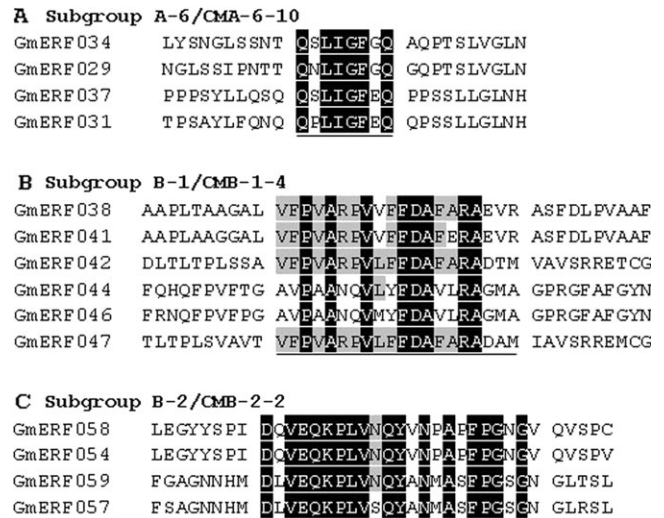 A Subgroup A-6/CMA-6-10
GmERF034 LYSNGLSSNT QSLIGFGQ AQPTSLVGLN
GmERF029 NGLSSIPNTT QNLIGFGQ GQPTSLVGLN
GmERF037 PPPSYLLQSQ QSLIGFEQ PPSSLLGLNH
GmERF031 TPSAYLFQNQ QPLIGFEQ QPSSLLGLNH
B Subgroup B-1/CMB-1-4
GmERF038 AAPLTAAGAL VFPVARPVVFFDAFARAEVR ASFDLPVAAF
GmERF041 AAPLAAGGAL VFPVARPVVFFDAFERAEVR ASFDLPVAAF
GmERF042 DLTLTPLSSA VFPVARPVLFFDAFARADTM VAVSRRETCG
GmERF044 FQHQFPVFTG AVPAANQVLYFDAVLRAGMA GPRGFAFGYN
GmERF046 FRNQFPVFPG AVPAANQVMYFDAVLRAGMA GPRGFAFGYN
GmERF047 TLTPLSVAVT VFPVARPVLFFDAFARADAM IAVSRREMCG
C Subgroup B-2/CMB-2-2
GmERF058 LEGYYSPI DQVEQKPLVNQYVNPAPFPGNGV QVSPC
GmERF054 LEGYYSPI DQVEQKPLVNQYVNPAPFPGNGV QVSPV
GmERF059 FGAGNNHM DLVEQKPLVNQYANMASFPGSGN GLTSL
GmERF057 FSAGNNHM DLVEQKPLVSQYANMASFPGSGN GLRSL